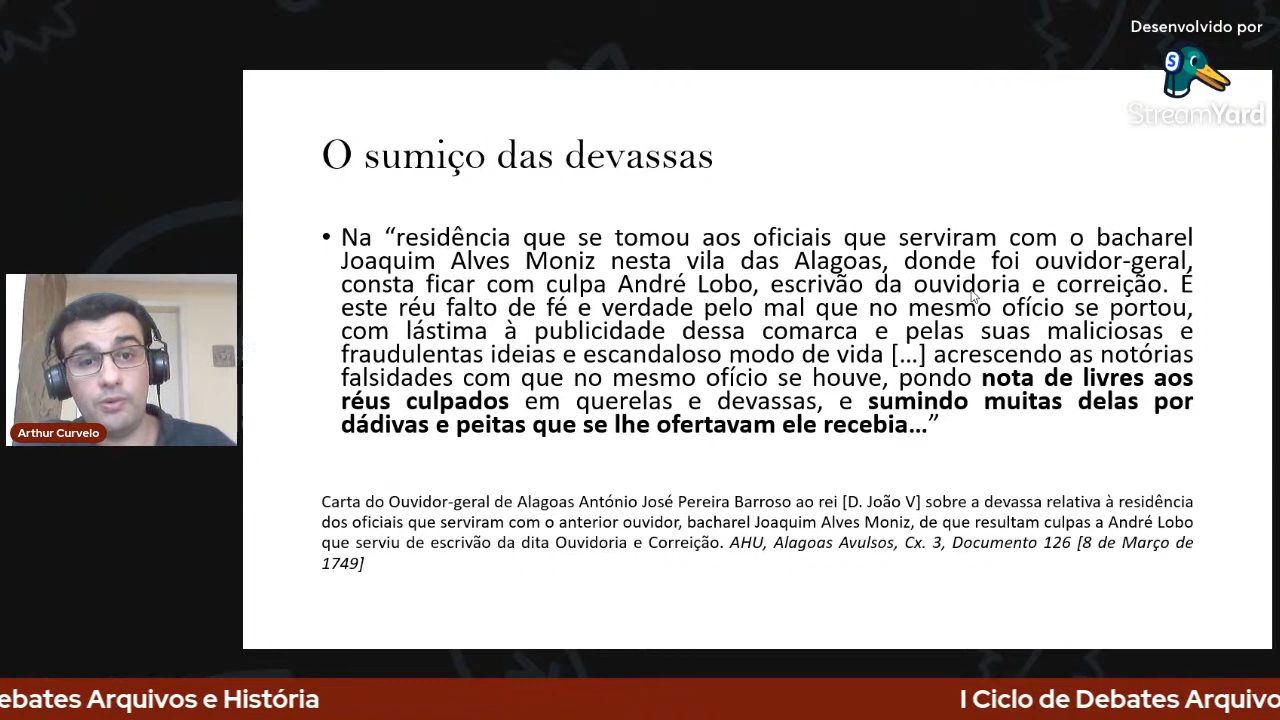 Desenvolvido por
StreamYard
O sumiço das devassas
• Na “residência que se tomou aos oficiais que serviram com o bacharel
Joaquim Alves Moniz nesta vila das Alagoas, donde foi ouvidor-geral,
consta ficar com culpa André Lobo, escrivão da ouvidoria e correição. E
este réu falto de fé e verdade pelo mal que no mesmo ofício se portou,
com lástima à publicidade dessa comarca e pelas suas maliciosas e
fraudulentas ideias e escandaloso modo de vida [...] acrescendo as notórias
falsidades com que no mesmo ofício se houve, pondo nota de livres aos
réus culpados em querelas e devassas, e sumindo muitas delas por
dádivas e peitas que se lhe ofertavam ele recebia...”
Carta do Ouvidor-geral de Alagoas António José Pereira Barroso ao rei [D. João V] sobre a devassa relativa à residência
dos oficiais que serviram com o anterior ouvidor, bacharel Joaquim Alves Moniz, de que resultam culpas a André Lobo
que serviu de escrivão da dita Ouvidoria e Correição. AHU, Alagoas Avulsos, Cx. 3, Documento 126 [8 de Março de
1749]
Arthur Curvelo
ebates Arquivos e História
I Ciclo de Debates Arquivo